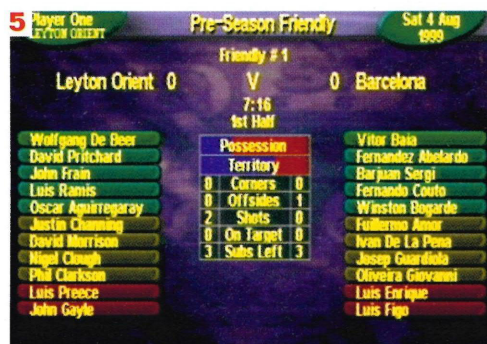 5
Player One
LEYTON ORIENT
Pre-Season Friendly
Sat 4 Aug
1999
Friendly # 1
Leyton Orient 0 V 0 Barcelona
7:16
1st Half
Possession
Territory
0 Corners 0
0 Offsides 1
2 Shots 0
0 On Target 0
3 Subs Left 3
Wolfgang De Beer
David Pritchard
John Frain
Luis Ramis
Oscar Aguirregaray
Justin Channing
David Morrison
Nigel Clough
Phil Clarkson
Luis Preece
John Gayle
Vitor Baia
Fernandez Abelardo
Barjuan Sergi
Fernando Couto
Winston Bogarde
Guillermo Amor
Ivan De La Pena
Josep Guardiola
Oliveira Giovanni
Luis Enrique
Luis Figo